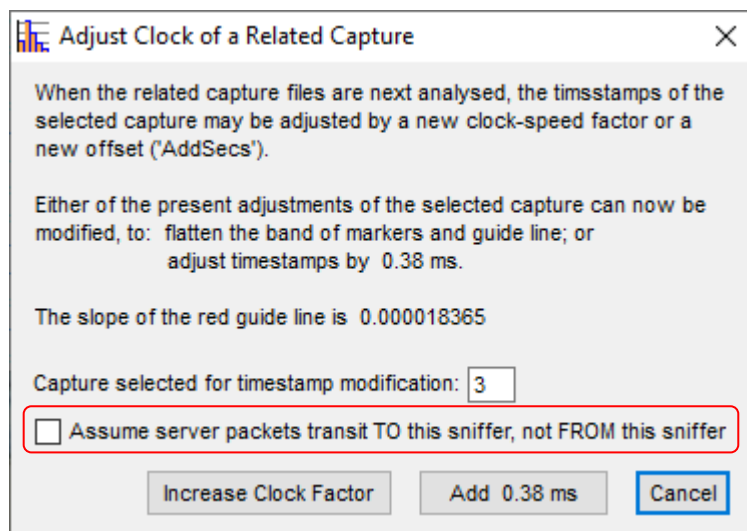 Adjust Clock of a Related Capture
When the related capture files are next analysed, the timsstamps of the
selected capture may be adjusted by a new clock-speed factor or a
new offset ('AddSecs').
Either of the present adjustments of the selected capture can now be
modified, to: flatten the band of markers and guide line; or
adjust timestamps by 0.38 ms.
The slope of the red guide line is 0.000018365
Capture selected for timestamp modification: 3
Assume server packets transit TO this sniffer, not FROM this sniffer
Increase Clock Factor Add 0.38 ms Cancel